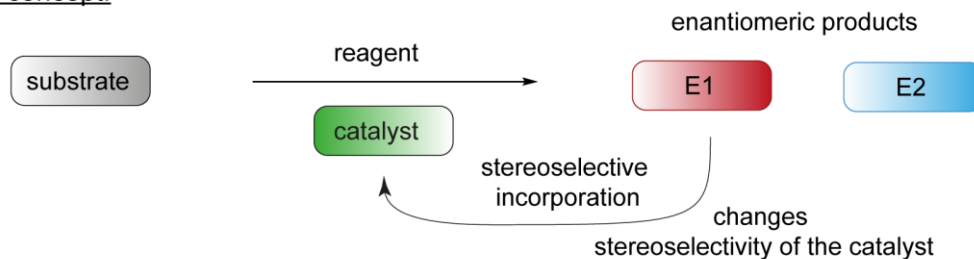 enantiomeric products
reagent
substrate
E1
E2
catalyst
stereoselective
incorporation
changes
stereoselectivity of the catalyst